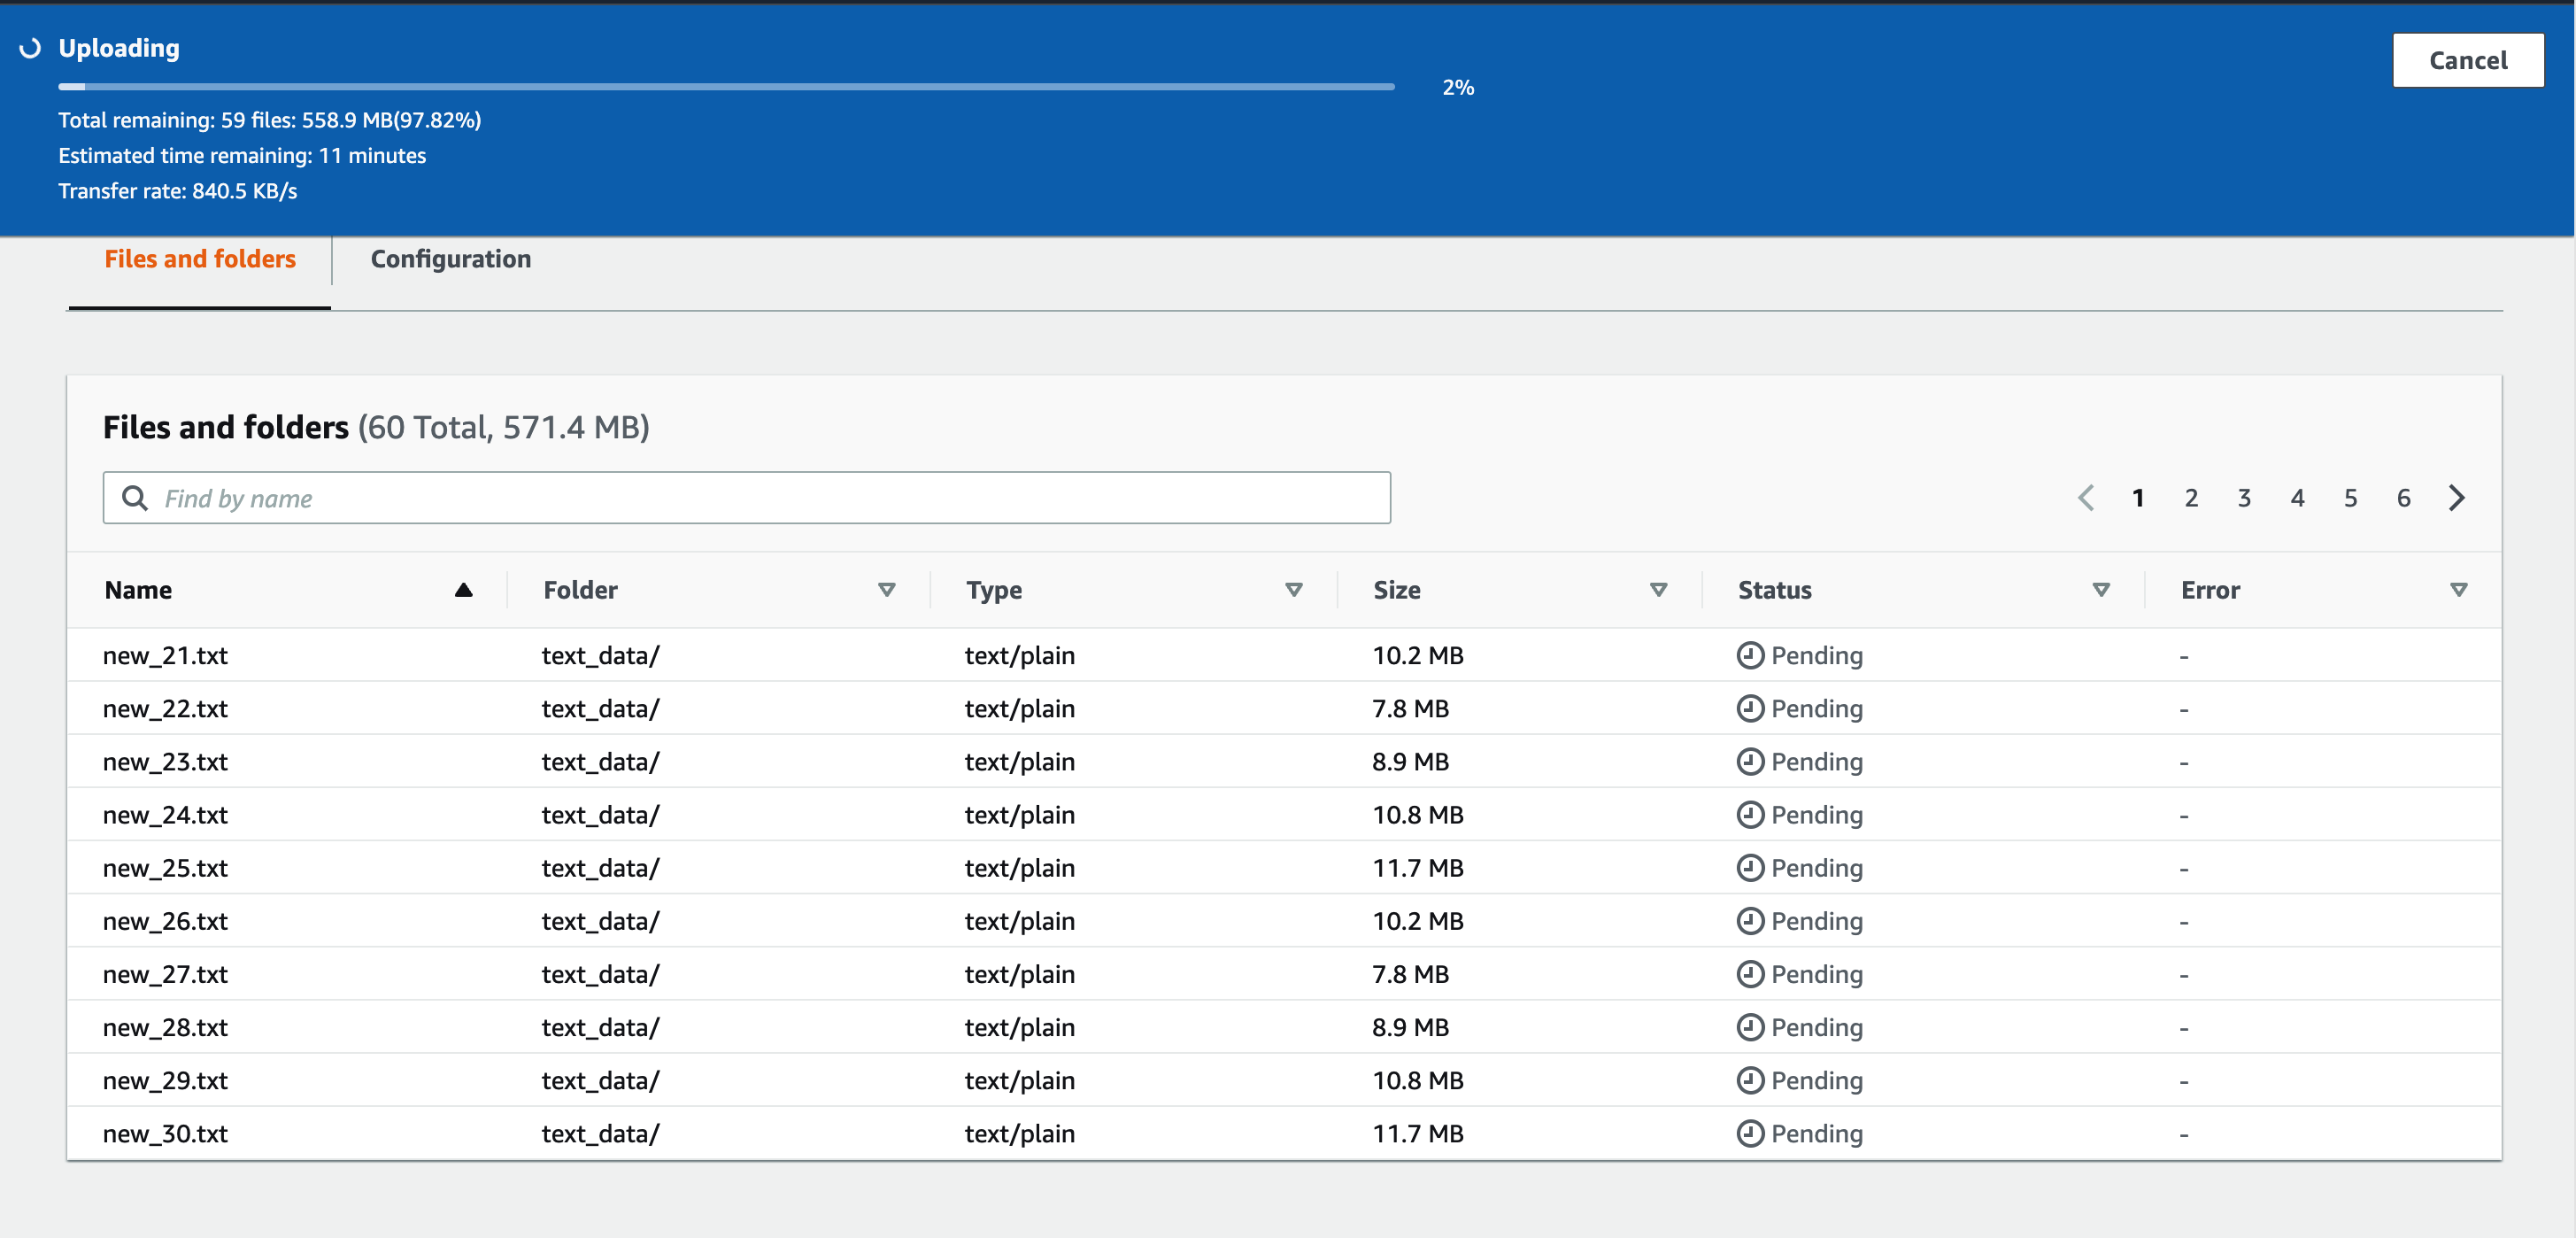 Uploading
Cancel
2%
Total remaining: 59 files: 558.9 MB(97.82%)
Estimated time remaining: 11 minutes
Transfer rate: 840.5 KB/s
Files and folders Configuration
Files and folders (60 Total, 571.4 MB)
Find by name 1 2 3 4 5 6
Name Folder Type Size Status Error
new_21.txt text_data/ text/plain 10.2 MB Pending -
new_22.txt text_data/ text/plain 7.8 MB Pending -
new_23.txt text_data/ text/plain 8.9 MB Pending -
new_24.txt text_data/ text/plain 10.8 MB Pending -
new_25.txt text_data/ text/plain 11.7 MB Pending -
new_26.txt text_data/ text/plain 10.2 MB Pending -
new_27.txt text_data/ text/plain 7.8 MB Pending -
new_28.txt text_data/ text/plain 8.9 MB Pending -
new_29.txt text_data/ text/plain 10.8 MB Pending -
new_30.txt text_data/ text/plain 11.7 MB Pending -